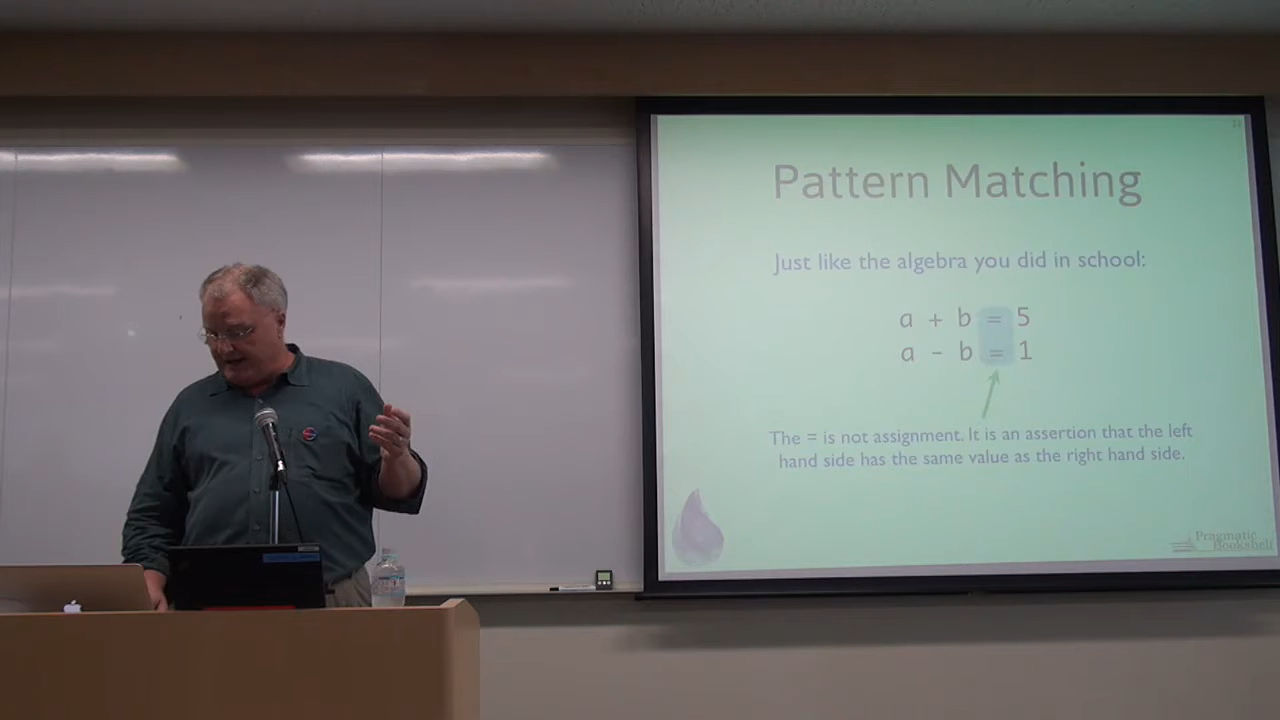 Pattern Matching
Just like the algebra you did in school:
a + b = 5
a - b = 1
The = is not assignment. It is an assertion that the left
hand side has the same value as the right hand side.
Pragmatic
Bookshelf